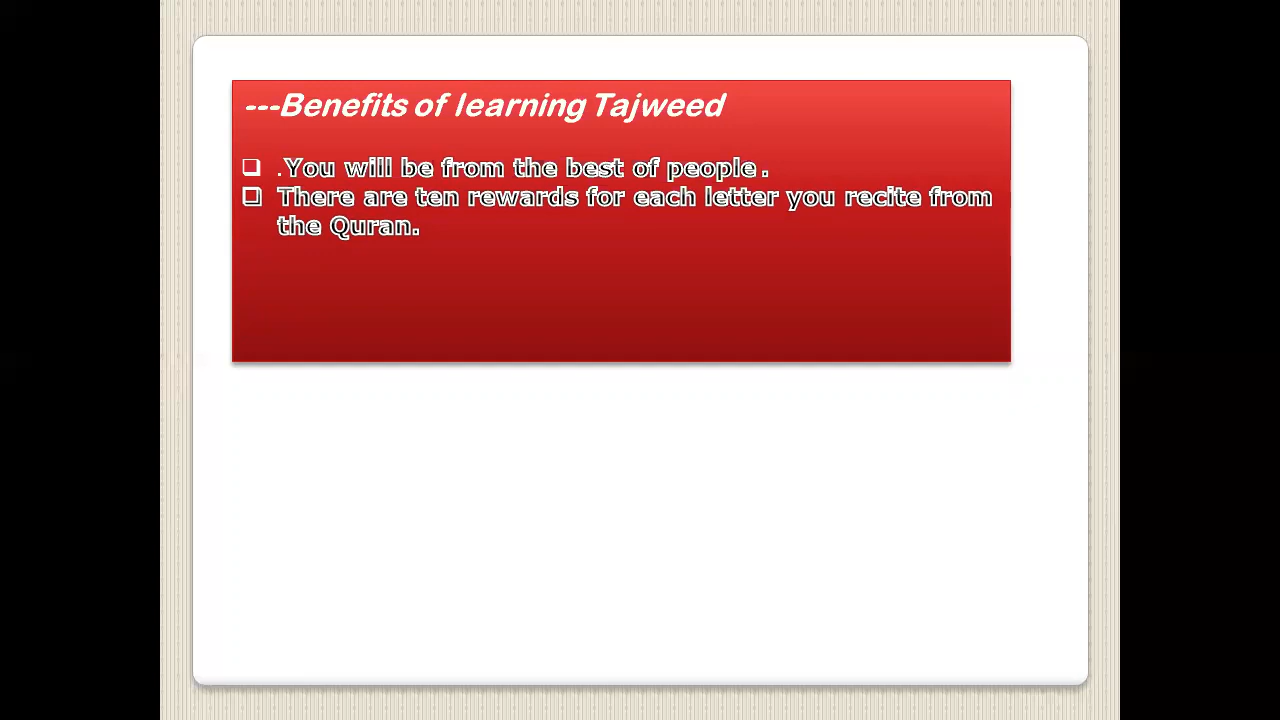 ---Benefits of learning Tajweed
❑ .You will be from the best of people.
❑ There are ten rewards for each letter you recite from
the Quran.